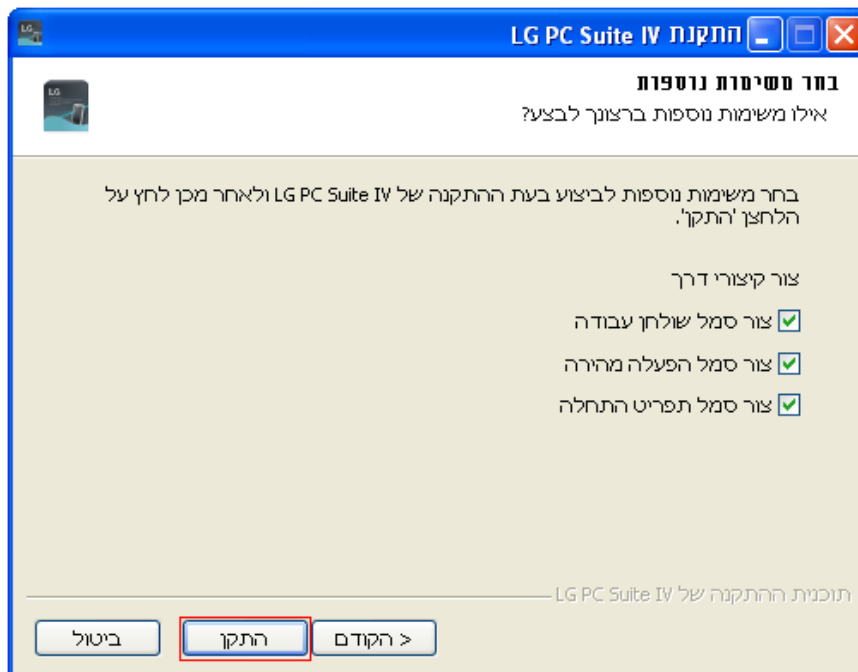 התקנת LG PC Suite IV
בחר משימות נוספות
אילו משימות נוספות ברצונך לבצע?
LG
בחר משימות נוספות לביצוע בעת ההתקנה של LG PC Suite IV ולאחר מכן לחץ על
הלחצן 'התקן'.
צור קיצורי דרך
צור סמל שולחן עבודה
צור סמל הפעלה מהירה
צור סמל תפריט התחלה
תוכנית ההתקנה של LG PC Suite IV
< הקודם
התקן
ביטול